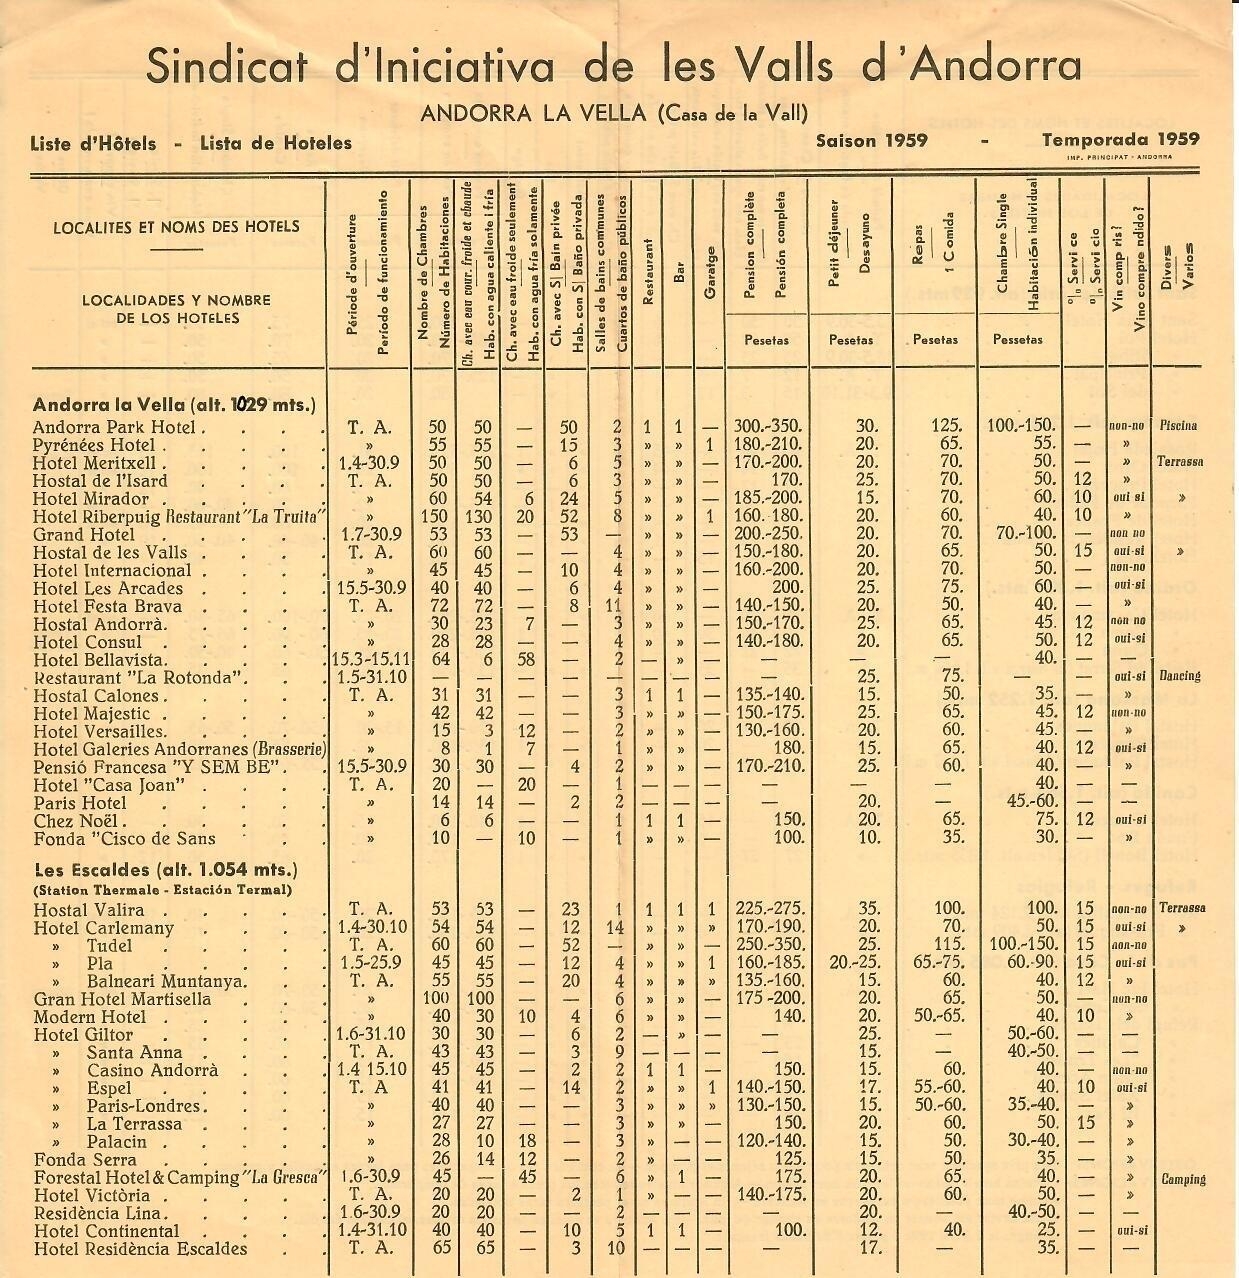 Sindicat d'Iniciativa de les Valls d'Andorra
ANDORRA LA VELLA (Casa de la Vall)
Liste d'Hôtels - Lista de Hoteles Saison 1959 - Temporada 1959
IMP. PRINCIPAT - ANDORRA
LOCALITES ET NOMS DES HOTELS
LOCALIDADES Y NOMBRE
DE LOS HOTELES
Période d'ouverture
Período de funcionamiento
Nombre de Chambres
Número de Habitaciones
Ch. avec eau cour. froide et chaude
Hab. con agua caliente i fría
Ch. avec eau froide seulement
Hab. con agua fría solamente
Ch. avec S| Bain privée
Hab. con S| Baño privada
Salles de bains communes
Cuartos de baño públicos
Restaurant
Bar
Garatge
Pension complète
Pensión completa
Pesetas
Petit déjeuner
Desayuno
Pesetas
Repas
1 Comida
Pesetas
Chambre Single
Habitación individual
Pessetas
%o Servi ce
%o Servi cio
Vin comp ris?
Vino compre ndido?
Divers
Varios
Andorra la Vella (alt. 1029 mts.)
Andorra Park Hotel . . . . T. A. 50 50 — 50 2 1 1 — 300.-350. 30. 125. 100.-150. — non-no Piscina
Pyrénées Hotel . . . . . » 55 55 — 15 3 » » 1 180.-210. 20. 65. 55. — »
Hotel Meritxell . . . . . 1.4-30.9 50 50 — 6 5 » » — 170.-200. 20. 70. 50. — » Terrassa
Hostal de l'Isard . . . . T. A. 50 50 — 6 3 » » — 170. 25. 70. 50. 12 »
Hotel Mirador . . . . . » 60 54 6 24 5 » » — 185.-200. 15. 70. 60. 10 oui si »
Hotel Riberpuig Restaurant "La Truita" » 150 130 20 52 8 » » 1 160.-180. 20. 60. 40. 10 »
Grand Hotel . . . . . 1.7-30.9 53 53 — 53 — » » — 200.-250. 20. 70. 70.-100. — non no
Hostal de les Valls . . . . T. A. 60 60 — — 4 » » — 150.-180. 20. 65. 50. 15 oui-si »
Hotel Internacional . . . . » 45 45 — 10 4 » » — 160.-200. 20. 70. 50. — non-no
Hotel Les Arcades . . . . 15.5-30.9 40 40 — 6 4 » » — 200. 25. 75. 60. — oui-si
Hotel Festa Brava . . . . T. A. 72 72 — 8 11 » » — 140.-150. 20. 50. 40. — »
Hostal Andorrà. . . . . » 30 23 7 — 3 » » — 150.-170. 25. 65. 45. 12 non no
Hotel Consul . . . . . » 28 28 — — 4 » » — 140.-180. 20. 65. 50. 12 oui-si
Hotel Bellavista. . . . . 15.3-15.11 64 6 58 — 2 — » — — — — 40. — —
Restaurant "La Rotonda". . . 1.5-31.10 — — — — — — — — — 25. 75. — — oui-si Dancing
Hostal Calones. . . . . T. A. 31 31 — — 3 1 1 — 135.-140. 15. 50. 35. — »
Hotel Majestic . . . . . » 42 42 — — 3 » » — 150.-175. 25. 65. 45. 12 non-no
Hotel Versailles. . . . . » 15 3 12 — 2 » » — 130.-160. 20. 60. 45. — »
Hotel Galeries Andorranes (Brasserie) » 8 1 7 — 1 » » — 180. 15. 65. 40. 12 oui-si
Pensió Francesa "Y SEM BE". . 15.5-30.9 30 30 — 4 2 » » — 170.-210. 25. 60. 40. — »
Hotel "Casa Joan" . . . . T. A. 20 — 20 — 1 — — — — — — 40. — —
Paris Hotel . . . . . » 14 14 — 2 2 — — — — 20. — 45.-60. — —
Chez Noël. . . . . . » 6 6 — — 1 1 1 — 150. 20. 65. 75. 12 oui-si
Fonda "Cisco de Sans . . . » 10 — 10 — 1 » » — 100. 10. 35. 30. — »
Les Escaldes (alt. 1.054 mts.)
(Station Thermale - Estación Termal)
Hostal Valira . . . . . T. A. 53 53 — 23 1 1 1 1 225.-275. 35. 100. 100. 15 non-no Terrassa
Hotel Carlemany . . . . 1.4-30.10 54 54 — 12 14 » » » 170.-190. 20. 70. 50. 15 oui-si »
» Tudel . . . . T. A. 60 60 — 52 — » » — 250.-350. 25. 115. 100.-150. 15 non-no
» Pla . . . . . 1.5-25.9 45 45 — 12 4 » » 1 160.-185. 20.-25. 65.-75. 60.-90. 15 oui-si
» Balneari Muntanya. . . T. A. 55 55 — 20 4 » » » 135.-160. 15. 60. 40. 12 »
Gran Hotel Martisella . . . » 100 100 — — 6 » » — 175 -200. 20. 65. 50. — non-no
Modern Hotel . . . . . » 40 30 10 4 6 » » — 140. 20. 50.-65. 40. 10 »
Hotel Giltor . . . . . 1.6-31.10 30 30 — 6 2 — » — — 25. — 50.-60. — —
» Santa Anna . . . . T. A. 43 43 — 3 9 — — — — 15. — 40.-50. — —
» Casino Andorrà . . . 1.4 15.10 45 45 — 2 2 1 1 — 150. 15. 60. 40. — non-no
» Espel . . . . . T. A 41 41 — 14 2 » » 1 140.-150. 17. 55.-60. 40. 10 oui-si
» Paris-Londres. . . . » 40 40 — — 3 » » » 130.-150. 15. 50.-60. 35.-40. — »
» La Terrassa . . . . » 27 27 — — 3 » » — 150. 20. 60. 50. 15 »
» Palacin . . . . » 28 10 18 — 3 » — — 120.-140. 15. 50. 30.-40. — »
Fonda Serra . . . . . » 26 14 12 — 2 » — — 125. 15. 50. 35. — »
Forestal Hotel & Camping "La Gresca" 1.6-30.9 45 — 45 — 6 » 1 — 175. 20. 65. 40. — » Camping
Hotel Victòria . . . . . T. A. 20 20 — 2 1 » — — 140.-175. 20. 60. 50. — »
Residència Lina. . . . . 1.6-30.9 20 20 — — 2 — — — — 20. — 40.-50. — —
Hotel Continental . . . . 1.4-31.10 40 40 — 10 5 1 1 — 100. 12. 40. 25. — oui-si
Hotel Residència Escaldes . . T. A. 65 65 — 3 10 — — — — 17. — 35. — —